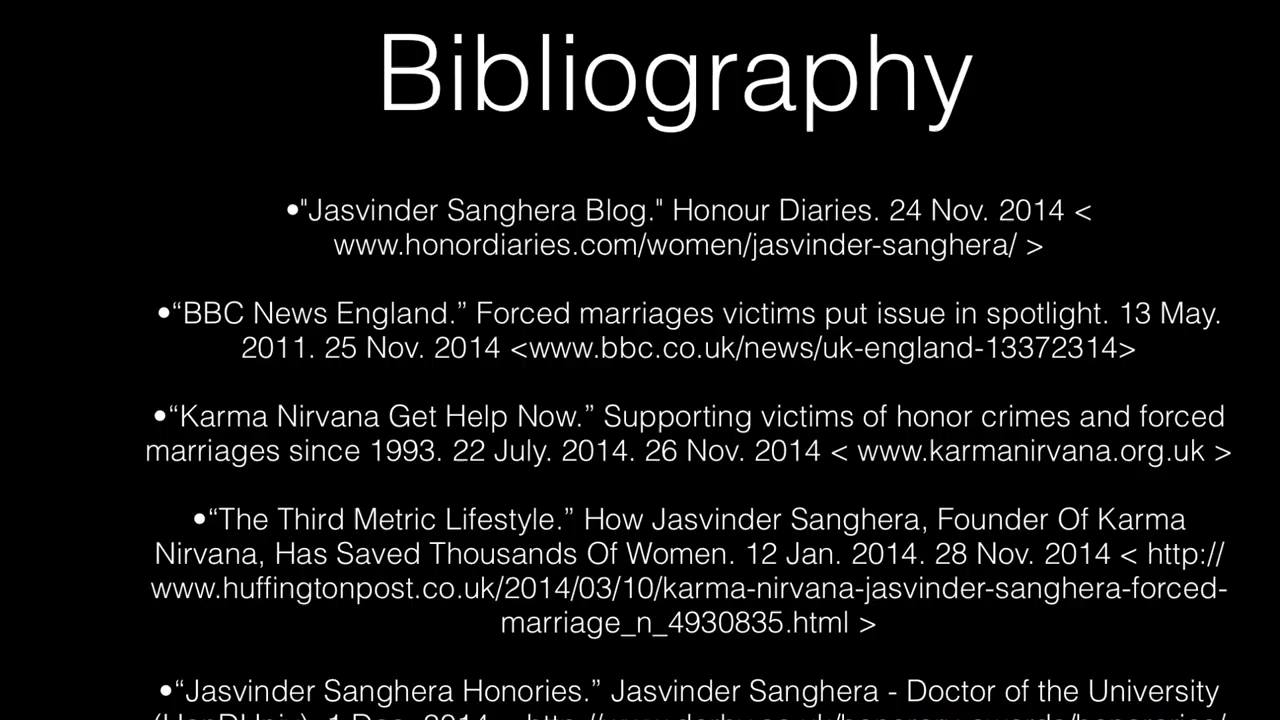 Bibliography
•"Jasvinder Sanghera Blog." Honour Diaries. 24 Nov. 2014 <
www.honordiaries.com/women/jasvinder-sanghera/ >
•“BBC News England.” Forced marriages victims put issue in spotlight. 13 May.
2011. 25 Nov. 2014 <www.bbc.co.uk/news/uk-england-13372314>
•“Karma Nirvana Get Help Now.” Supporting victims of honor crimes and forced
marriages since 1993. 22 July. 2014. 26 Nov. 2014 < www.karmanirvana.org.uk >
•“The Third Metric Lifestyle.” How Jasvinder Sanghera, Founder Of Karma
Nirvana, Has Saved Thousands Of Women. 12 Jan. 2014. 28 Nov. 2014 < http://
www.huffingtonpost.co.uk/2014/03/10/karma-nirvana-jasvinder-sanghera-forced-
marriage_n_4930835.html >
•“Jasvinder Sanghera Honories.” Jasvinder Sanghera - Doctor of the University
1 Dec. 2014